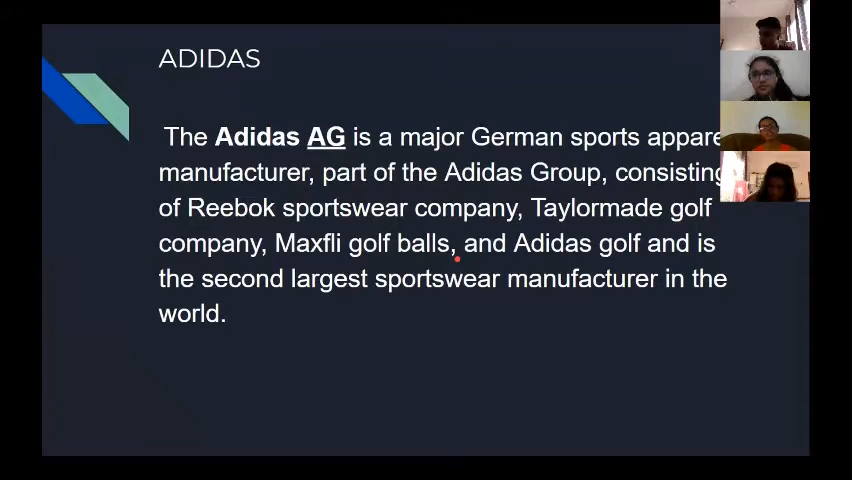 ADIDAS
The Adidas AG is a major German sports
manufacturer, part of the Adidas Group, consisting
of Reebok sportswear company, Taylormade golf
company, Maxfli golf balls, and Adidas golf and is
the second largest sportswear manufacturer in the
world.